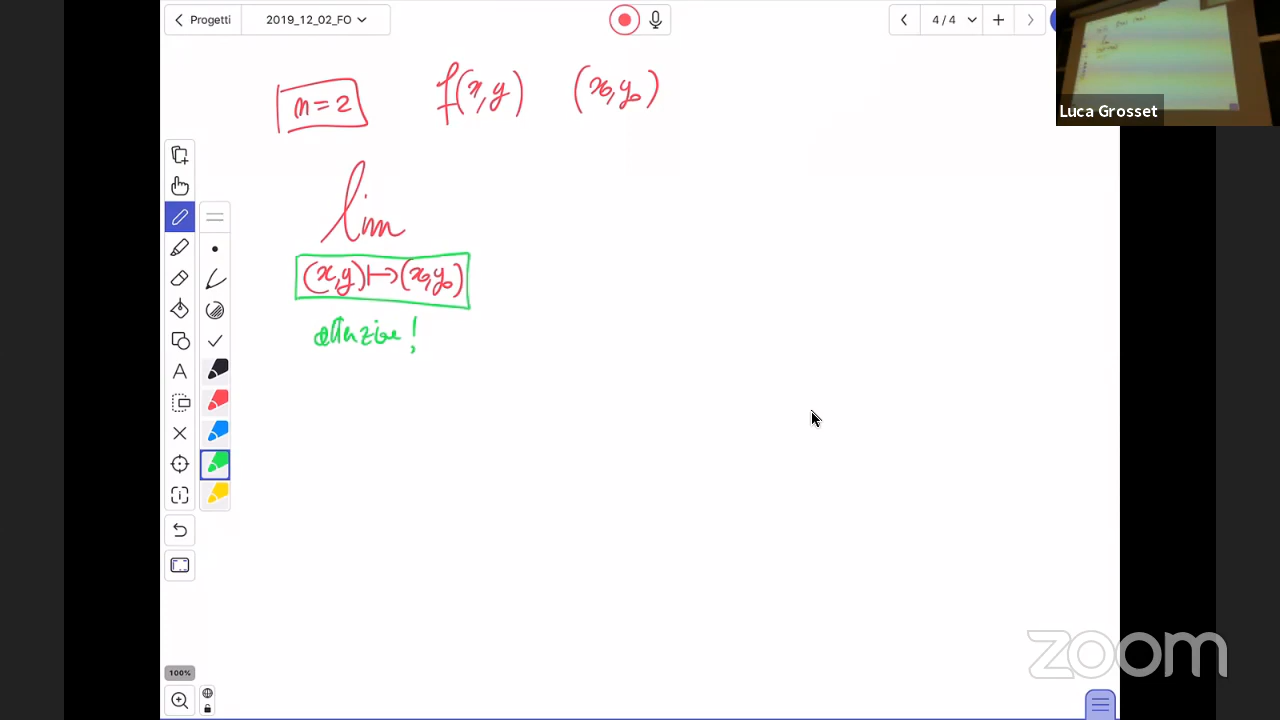 Progetti 2019_12_02_FO 4/4
Luca Grosset
n=2 f(x,y) (x₀,y₀)
lim
(x,y)↦(x₀,y₀)
attenzione!
A
100%
zoom